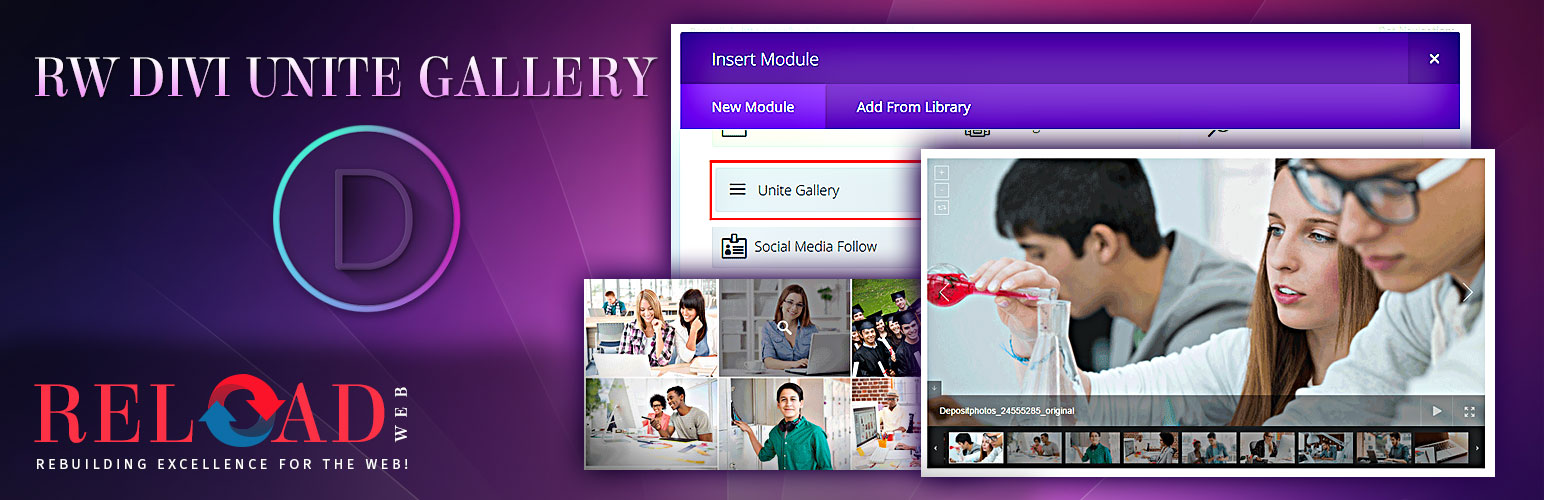 RW DIVI UNITE GALLERY
D
RELOAD
WEB
REBUILDING EXCELLENCE FOR THE WEB!
Insert Module
New Module
Add From Library
Unite Gallery
Social Media Follow
Depositphotos_24555285_original